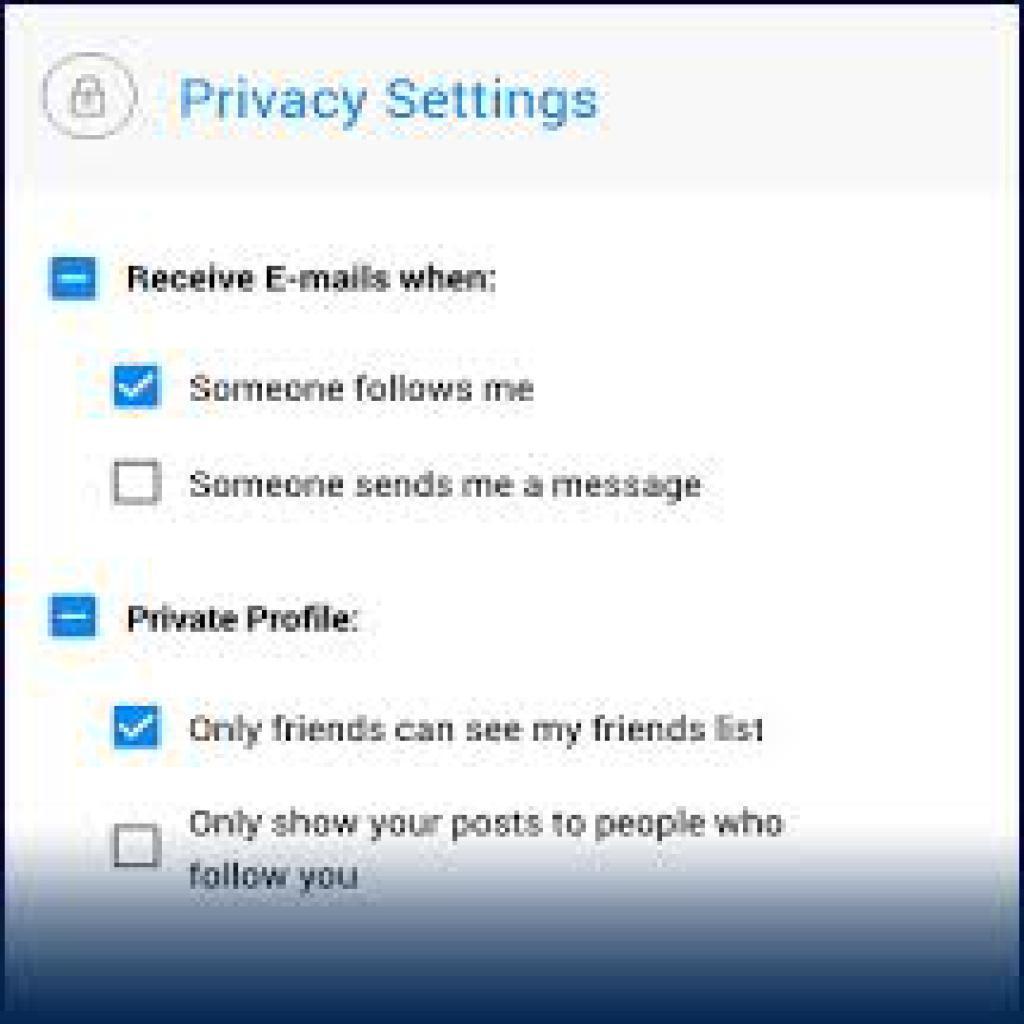 Privacy Settings
Receive E-mails when:
Someone follows me
Someone sends me a message
Private Profile:
Only friends can see my friends list
Only show your posts to people who
follow you